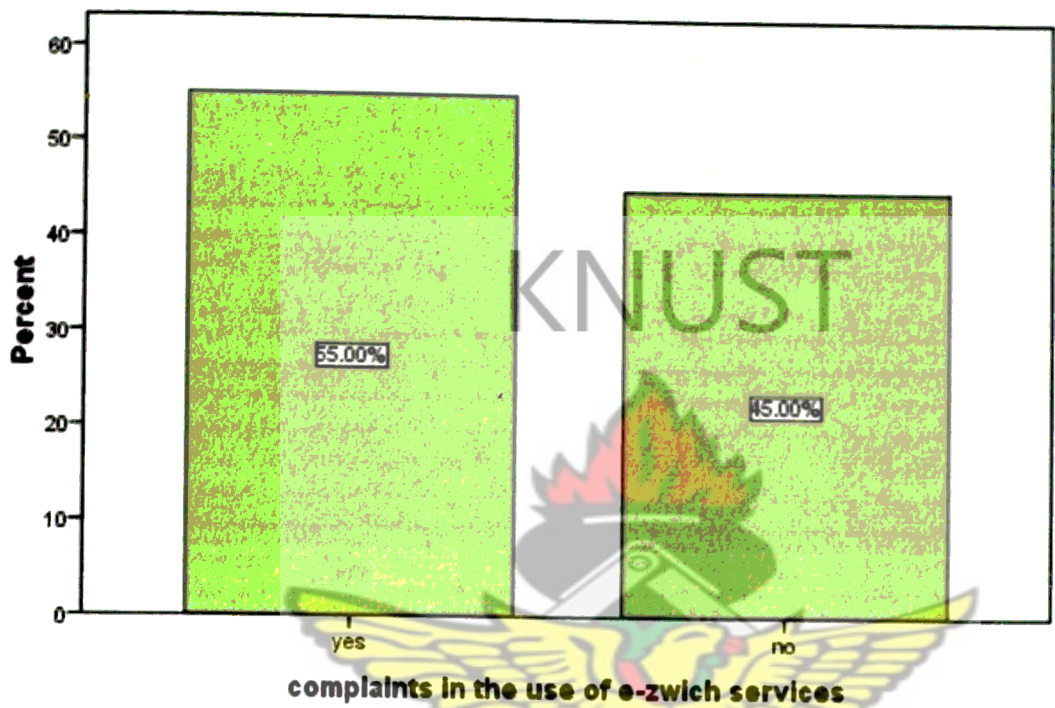 60
50
40
30
20
10
0
Percent
KNUST
55.00%
45.00%
yes
no
complaints in the use of e-zwich services